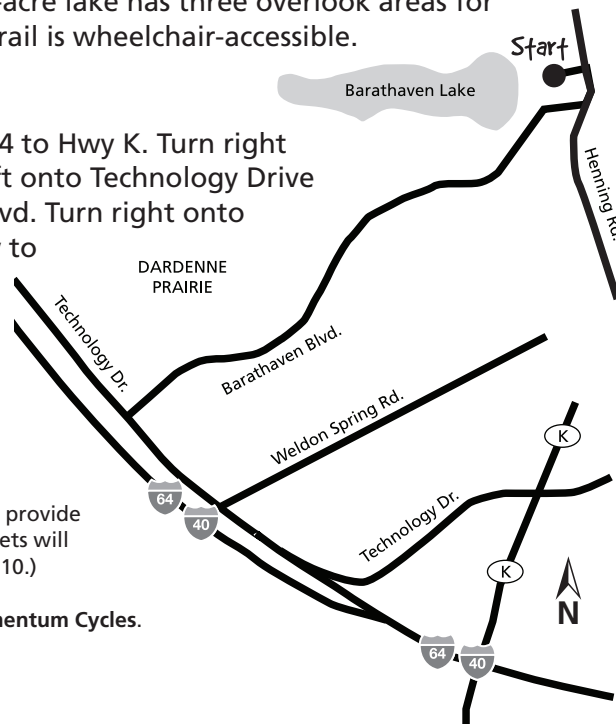 -acre lake has three overlook areas for
rail is wheelchair-accessible.
Start
Barathaven Lake
4 to Hwy K. Turn right
ft onto Technology Drive
vd. Turn right onto
to
Henning Rd.
DARDENNE
PRAIRIE
Technology Dr.
Barathaven Blvd.
Weldon Spring Rd.
K
64
40
Technology Dr.
provide
ets will
10.)
K
N
entum Cycles.
64
40